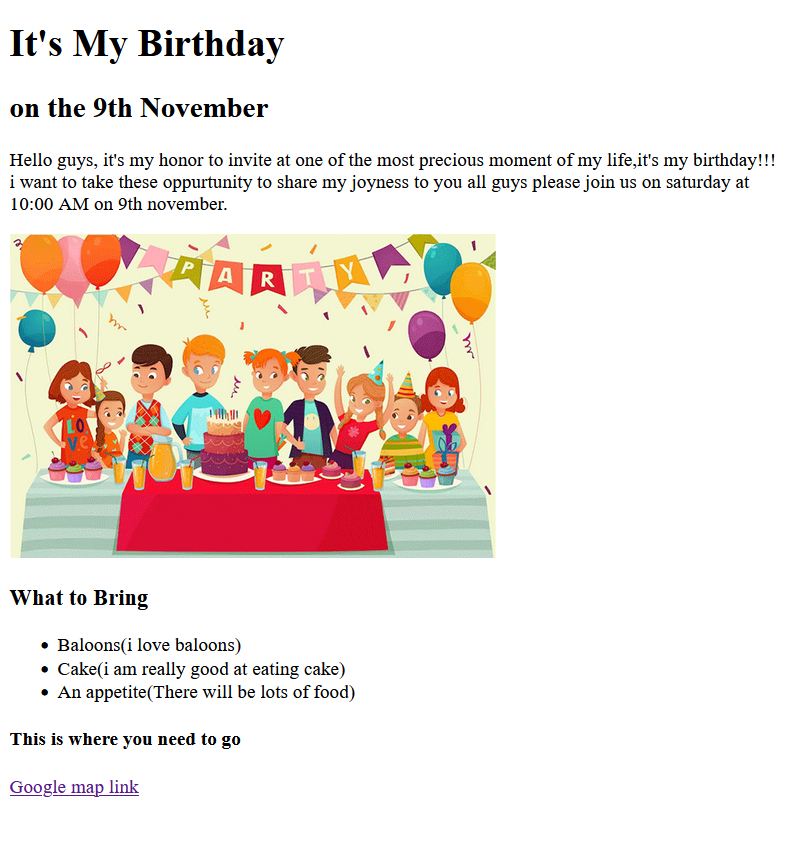 It's My Birthday
on the 9th November
Hello guys, it's my honor to invite at one of the most precious moment of my life,it's my birthday!!!
i want to take these oppurtunity to share my joyness to you all guys please join us on saturday at
10:00 AM on 9th november.
PARTY
LO
VE
What to Bring
Baloons(i love baloons)
Cake(i am really good at eating cake)
An appetite(There will be lots of food)
This is where you need to go
Google map link